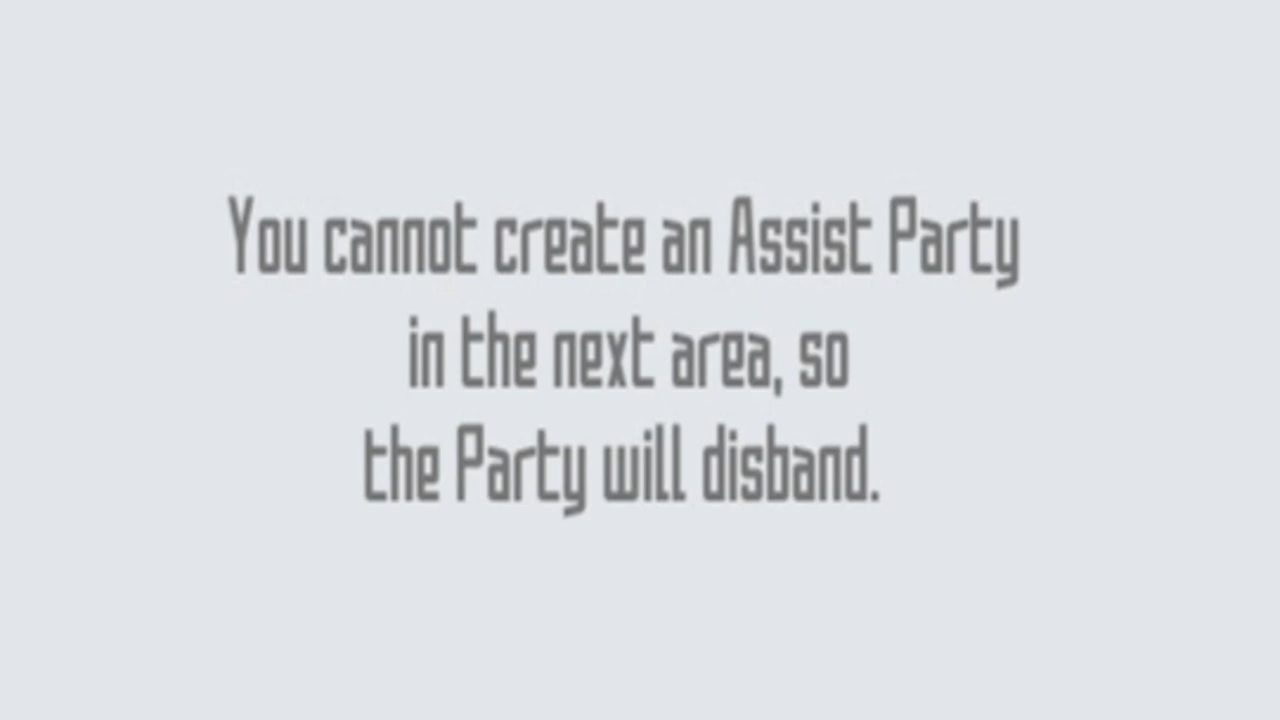 You cannot create an Assist Party
in the next area, so
the Party will disband.